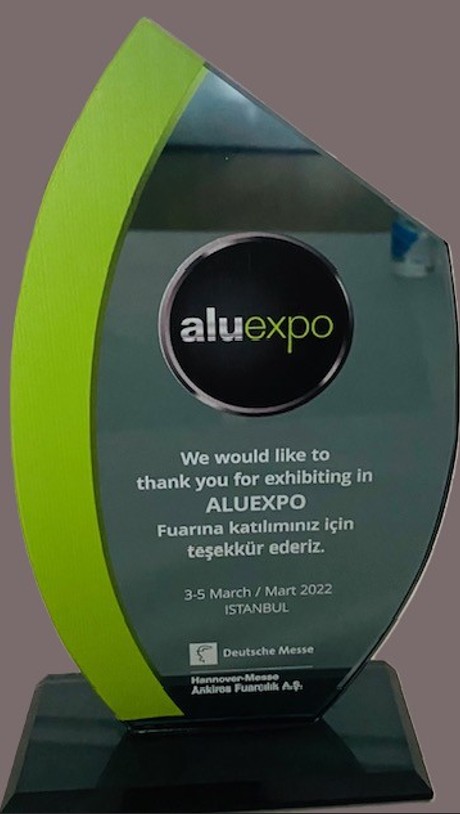 aluexpo
We would like to
thank you for exhibiting in
ALUEXPO
Fuarına katılımınız için
teşekkür ederiz.
3-5 March / Mart 2022
ISTANBUL
Deutsche Messe
Hannover-Messe
Ankiros Fuarcılık A.Ş.